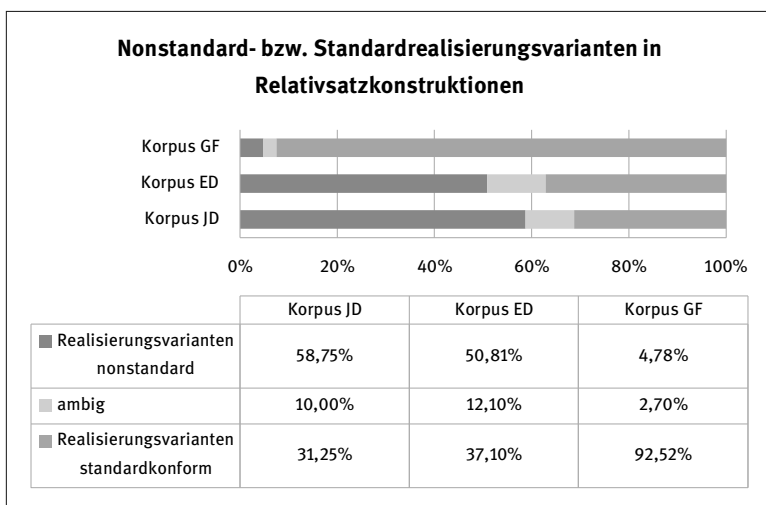 Nonstandard- bzw. Standardrealisierungsvarianten in
Relativsatzkonstruktionen
Korpus GF
Korpus ED
Korpus JD
0% 20% 40% 60% 80% 100%
Korpus JD Korpus ED Korpus GF
Realisierungsvarianten
nonstandard 58,75% 50,81% 4,78%
ambig 10,00% 12,10% 2,70%
Realisierungsvarianten
standardkonform 31,25% 37,10% 92,52%